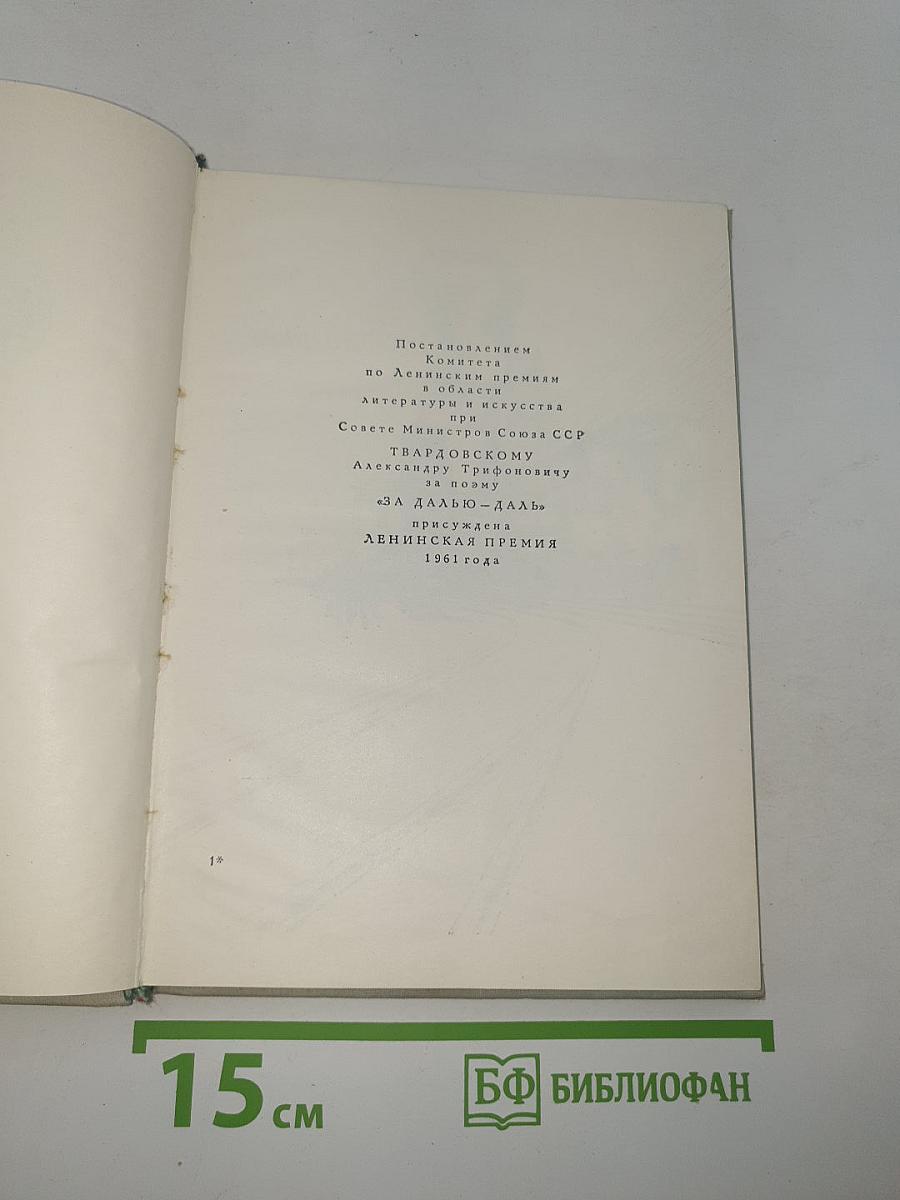 Постановлением
Комитета
по Ленинским премиям
в области
литературы и искусства
при
Совете Министров Союза ССР
ТВАРДОВСКОМУ
Александру Трифоновичу
за поэму
«ЗА ДАЛЬЮ—ДАЛЬ»
присуждена
ЛЕНИНСКАЯ ПРЕМИЯ
1961 года
1*
15 см
БФ БИБЛИОФАН